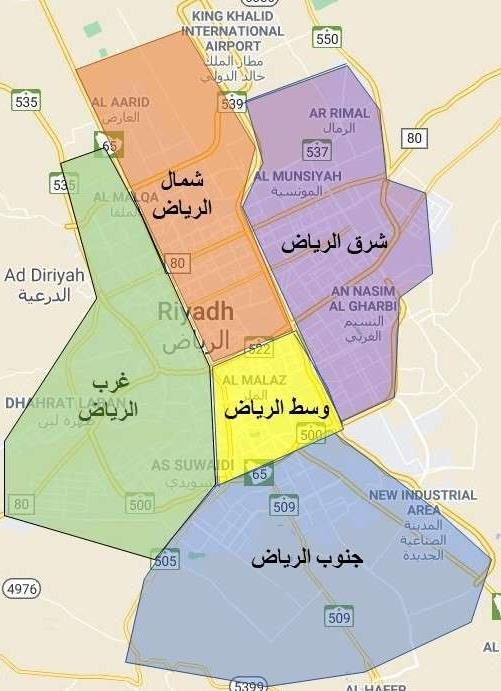 KING KHALID
INTERNATIONAL
AIRPORT
مطار الملك
خالد الدولي
550
535
539
AL AARID
العارض
AR RIMAL
الرمال
80
65
537
535
شمال
الرياض
AL MUNSIYAH
المونسية
AL MALQA
الملقا
شرق الرياض
80
Ad Diriyah
الدرعية
AN NASIM
AL GHARBI
النسيم
الغربي
Riyadh
الرياض
522
غرب
الرياض
AL MALAZ
الملز
وسط الرياض
DHAHRAT LABAN
ظهرة لبن
500
AS SUWAIDI
السويدي
65
80
500
509
NEW INDUSTRIAL
AREA
المدينة
الصناعية
الجديدة
جنوب الرياض
505
4976
509
AL
5399
AL HAFER